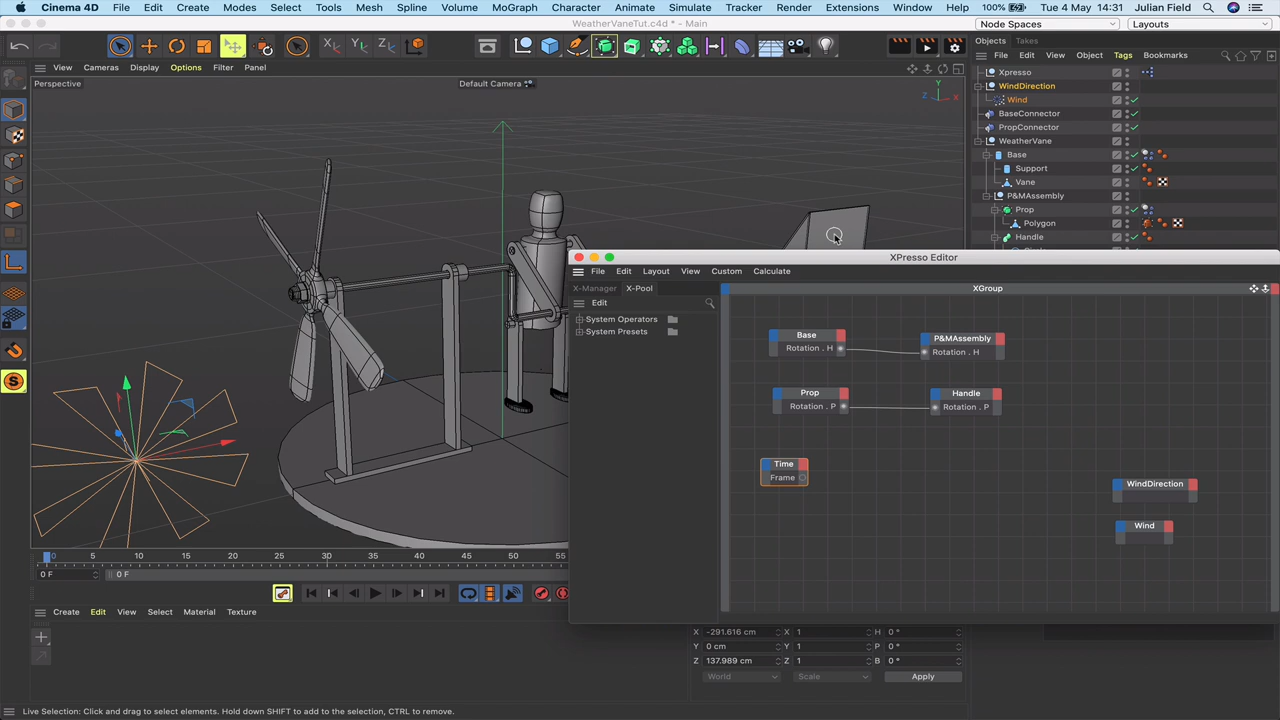 Cinema 4D File Edit Create Modes Select Tools Mesh Spline Volume MoGraph Character Animate Simulate Tracker Render Extensions Window Help 100% Tue 4 May 14:31 Julian Field
WeatherVaneTut.c4d * - Main
Node Spaces Layouts
Objects Takes
View Cameras Display Options Filter Panel
File Edit View Object Tags Bookmarks
Perspective
Default Camera
Y
Z
X
Xpresso
WindDirection
Wind
BaseConnector
PropConnector
WeatherVane
Base
Support
Vane
P&MAssembly
Prop
Polygon
Handle
XPresso Editor
File Edit Layout View Custom Calculate
X-Manager X-Pool
XGroup
Edit
System Operators
System Presets
Base
Rotation . H
P&MAssembly
Rotation . H
Prop
Rotation . P
Handle
Rotation . P
Time
Frame
WindDirection
Wind
0 5 10 15 20 25 30 35 40 45 50 55
0 F 0 F
Create Edit View Select Material Texture
X -291.616 cm X 1 H 0 °
Y 0 cm Y 1 P 0 °
Z 137.989 cm Z 1 B 0 °
World Scale Apply
Live Selection: Click and drag to select elements. Hold down SHIFT to add to the selection, CTRL to remove.